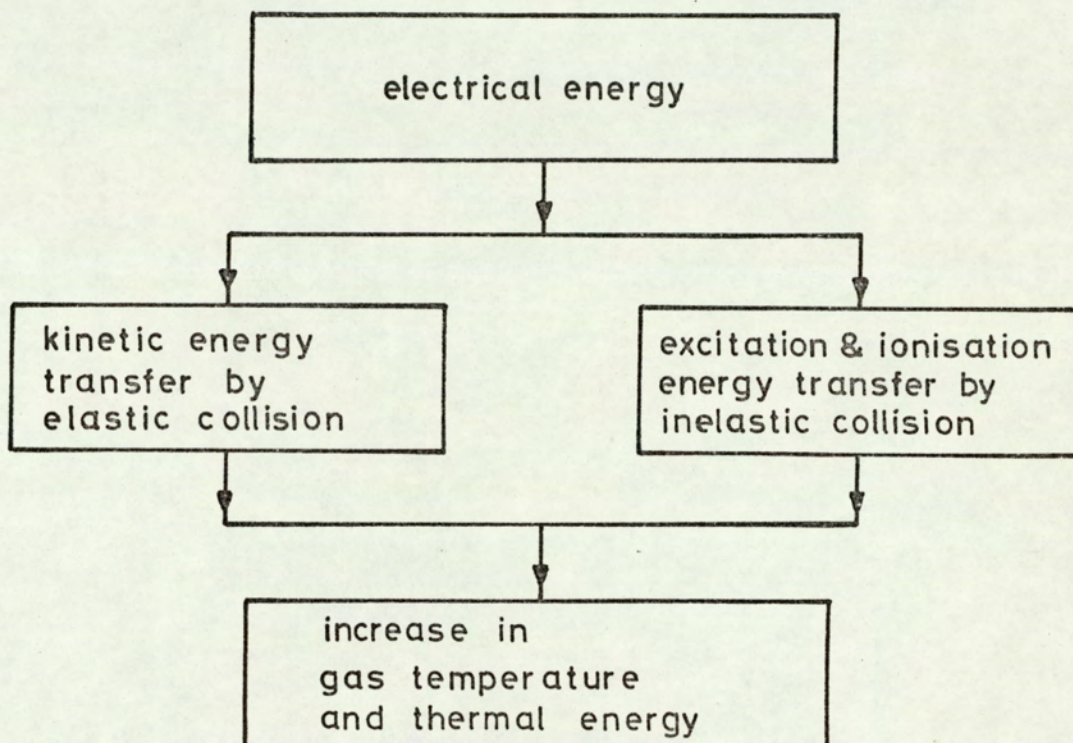 electrical energy
kinetic energy
transfer by
elastic collision
excitation & ionisation
energy transfer by
inelastic collision
increase in
gas temperature
and thermal energy